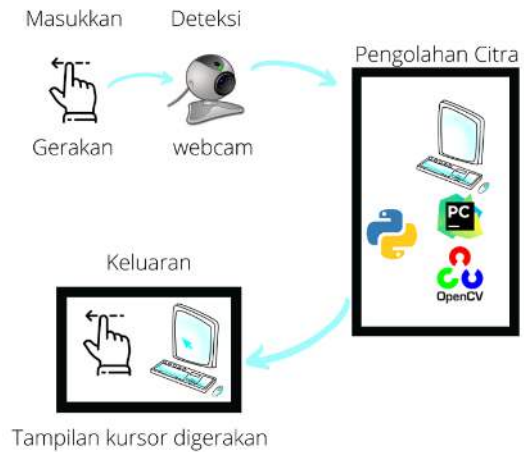 Masukkan
Deteksi
Pengolahan Citra
Gerakan
webcam
PC
OpenCV
Keluaran
Tampilan kursor digerakan